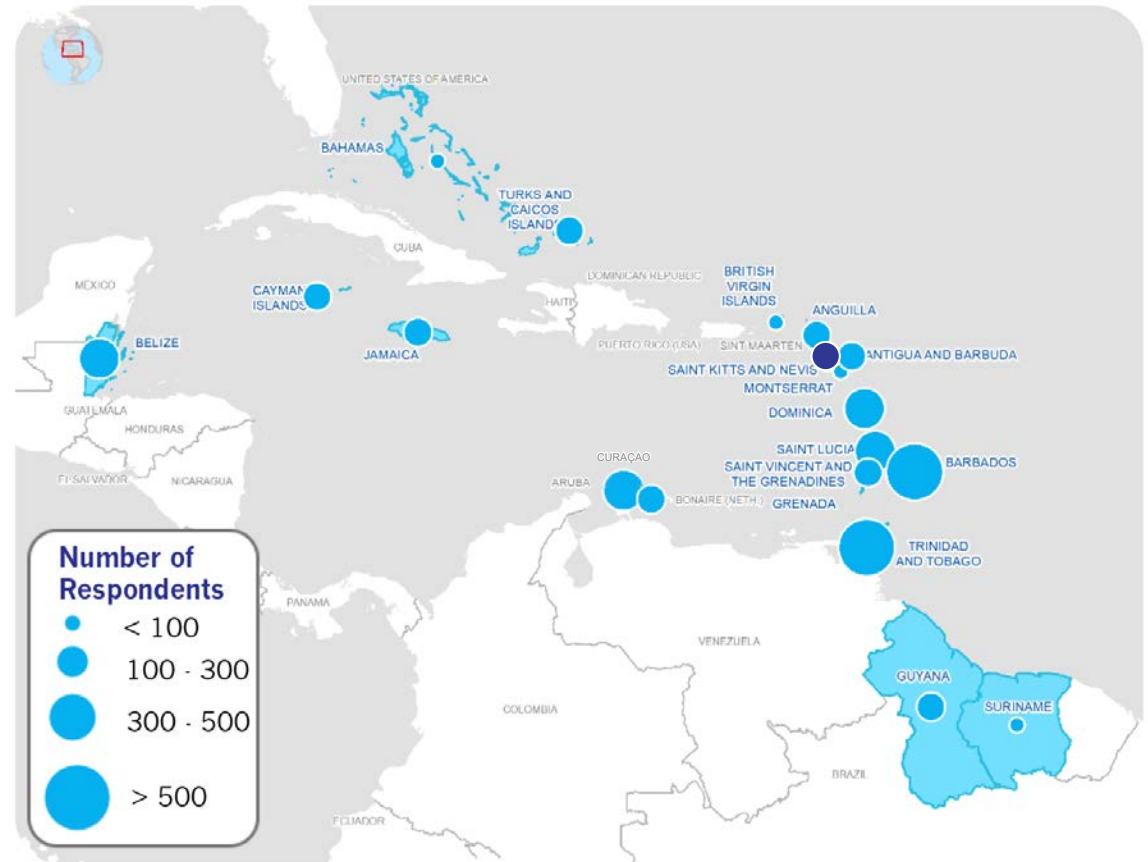 UNITED STATES OF AMERICA
BAHAMAS
TURKS AND
CAICOS
ISLANDS
CUBA
MEXICO
CAYMAN
ISLANDS
HAITI
DOMINICAN REPUBLIC
BRITISH
VIRGIN
ISLANDS
ANGUILLA
BELIZE
JAMAICA
PUERTO RICO (USA)
SINT MAARTEN
ANTIGUA AND BARBUDA
SAINT KITTS AND NEVIS
MONTSERRAT
GUATEMALA
HONDURAS
DOMINICA
EL SALVADOR
NICARAGUA
SAINT LUCIA
CURAÇAO
BARBADOS
SAINT VINCENT AND
THE GRENADINES
ARUBA
BONAIRE (NETH.)
GRENADA
TRINIDAD
AND TOBAGO
Number of
Respondents
< 100
100 - 300
300 - 500
> 500
PANAMA
VENEZUELA
GUYANA
SURINAME
COLOMBIA
BRAZIL
ECUADOR